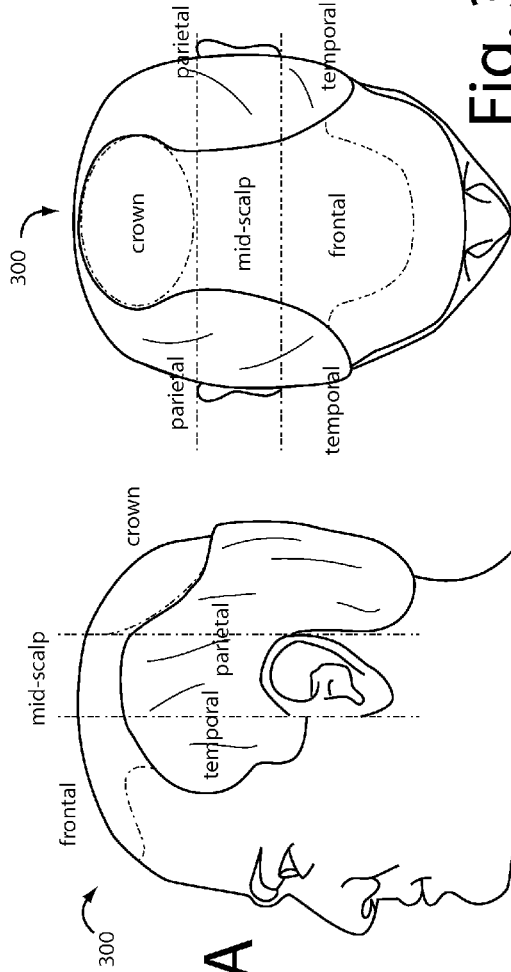 300
parietal
parietal
crown
mid-scalp
frontal
temporal
temporal
Fig.
300
frontal
mid-scalp
crown
temporal
parietal
A